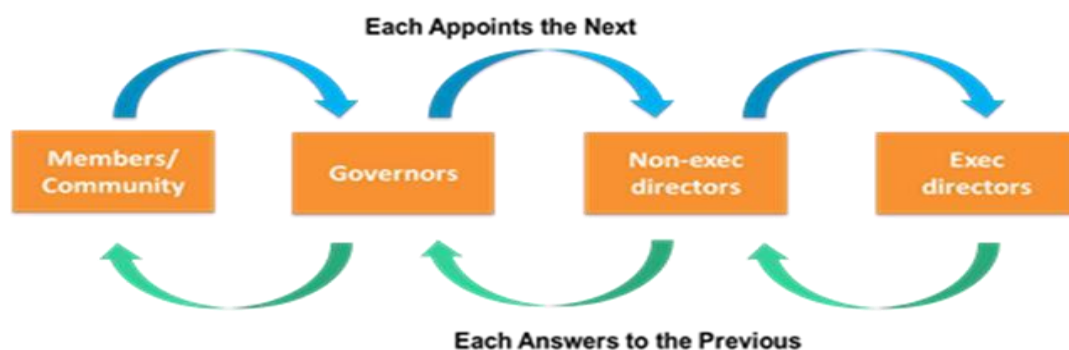 Each Appoints the Next
Members/
Community
Governors
Non-exec
directors
Exec
directors
Each Answers to the Previous